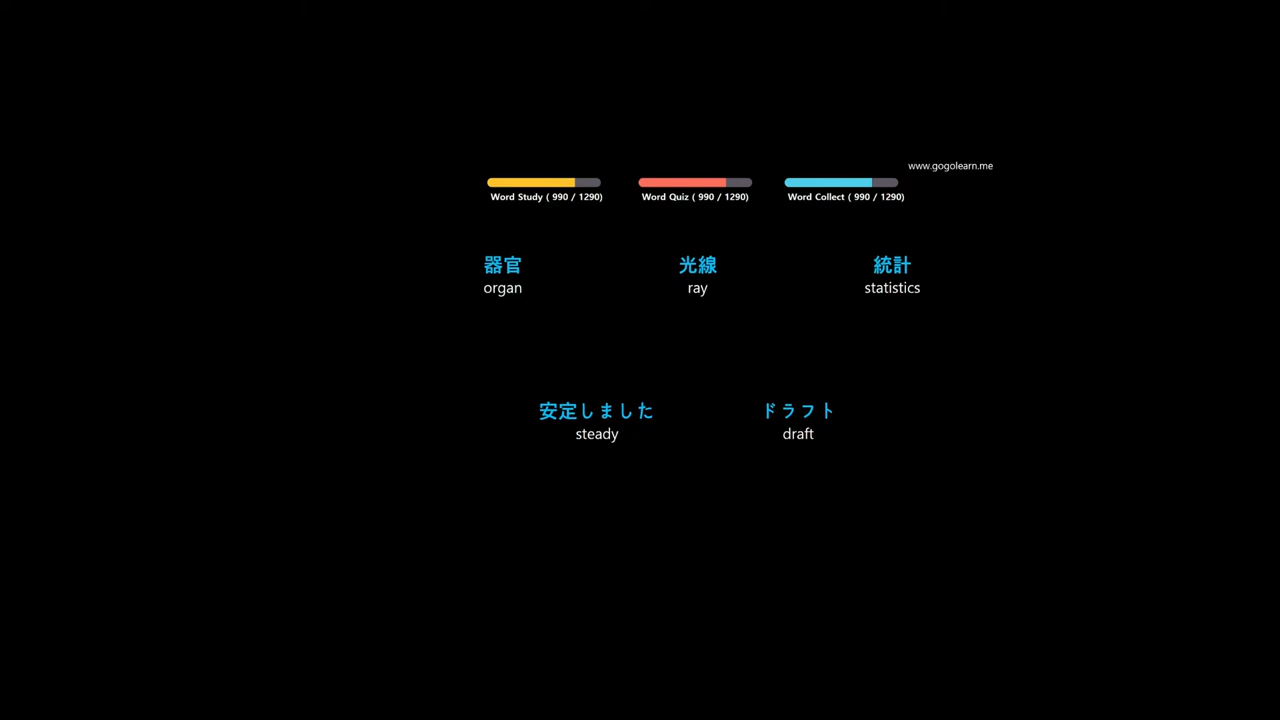 www.gogolearn.me
Word Study ( 990 / 1290)
Word Quiz ( 990 / 1290)
Word Collect ( 990 / 1290)
器官
organ
光線
ray
統計
statistics
安定しました
steady
ドラフト
draft